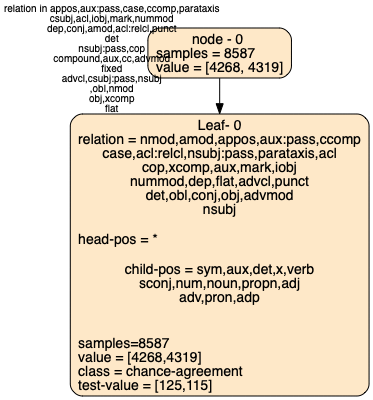 relation in appos,aux:pass,case,ccomp,parataxis
csubj,acl,iobj,mark,nummod
dep,conj,amod,acl:relcl,punct
det
nsubj:pass,cop
compound,aux,cc,advmod
fixed
advcl,csubj:pass,nsubj
,obl,nmod
obj,xcomp
flat
node - 0
samples = 8587
value = [4268, 4319]
Leaf- 0
relation = nmod,amod,appos,aux:pass,ccomp
case,acl:relcl,nsubj:pass,parataxis,acl
cop,xcomp,aux,mark,iobj
nummod,dep,flat,advcl,punct
det,obl,conj,obj,advmod
nsubj
head-pos = *
child-pos = sym,aux,det,x,verb
sconj,num,noun,propn,adj
adv,pron,adp
samples=8587
value = [4268,4319]
class = chance-agreement
test-value = [125,115]